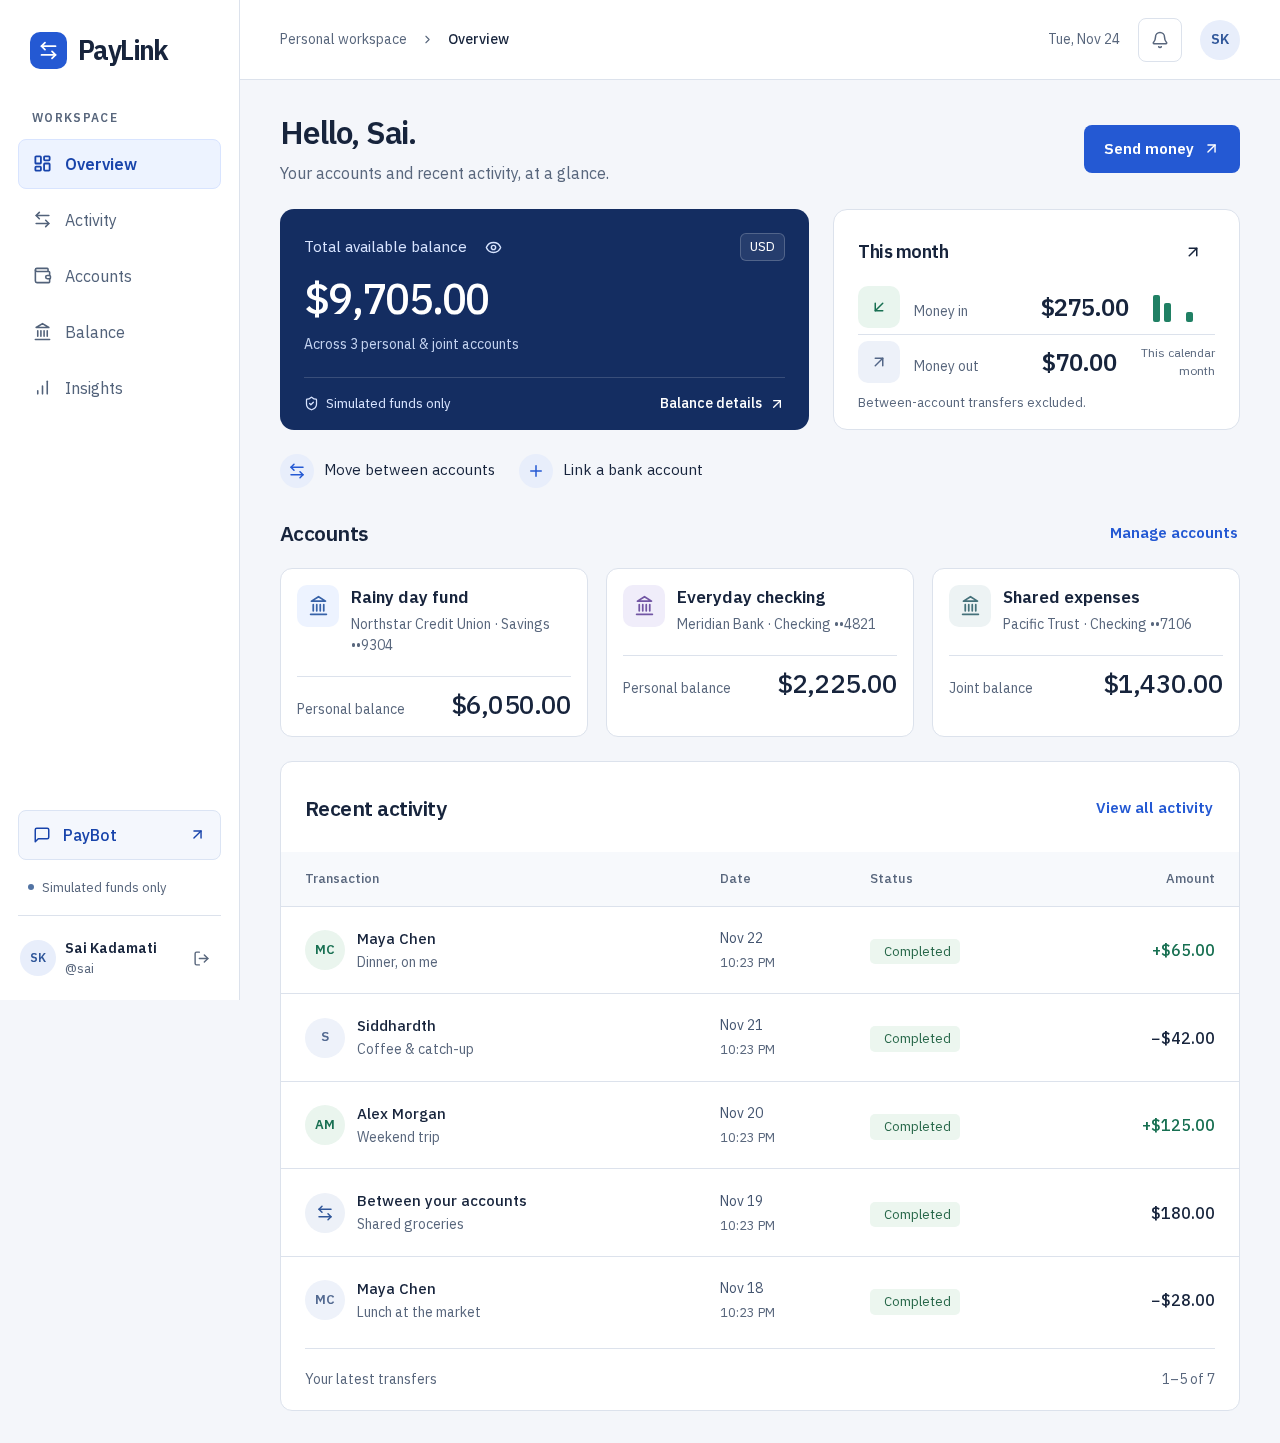 PayLink
WORKSPACE
Overview
Activity
Accounts
Balance
Insights
PayBot
Simulated funds only
SK
Sai Kadamati
@sai
Personal workspace
Overview
Tue, Nov 24
SK
Hello, Sai.
Your accounts and recent activity, at a glance.
Send money
Total available balance
USD
$9,705.00
Across 3 personal & joint accounts
Simulated funds only
Balance details
This month
Money in
$275.00
Money out
$70.00
This calendar
month
Between-account transfers excluded.
Move between accounts
Link a bank account
Accounts
Manage accounts
Rainy day fund
Northstar Credit Union · Savings
••9304
Personal balance
$6,050.00
Everyday checking
Meridian Bank · Checking ••4821
Personal balance
$2,225.00
Shared expenses
Pacific Trust · Checking ••7106
Joint balance
$1,430.00
Recent activity
View all activity
Transaction
Date
Status
Amount
MC
Maya Chen
Dinner, on me
Nov 22
10:23 PM
Completed
+$65.00
S
Siddhardth
Coffee & catch-up
Nov 21
10:23 PM
Completed
−$42.00
AM
Alex Morgan
Weekend trip
Nov 20
10:23 PM
Completed
+$125.00
Between your accounts
Shared groceries
Nov 19
10:23 PM
Completed
$180.00
MC
Maya Chen
Lunch at the market
Nov 18
10:23 PM
Completed
−$28.00
Your latest transfers
1–5 of 7